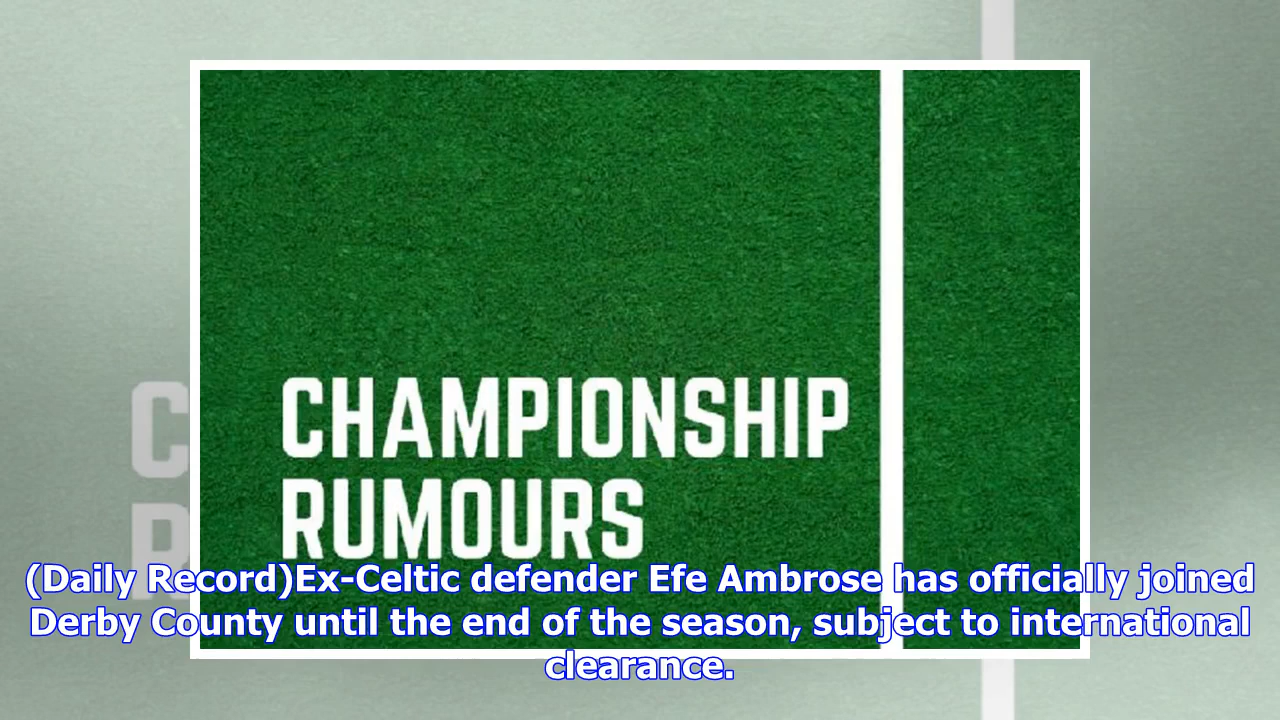 CHAMPIONSHIP
RUMOURS
(Daily Record)Ex-Celtic defender Efe Ambrose has officially joined
Derby County until the end of the season, subject to international
clearance.